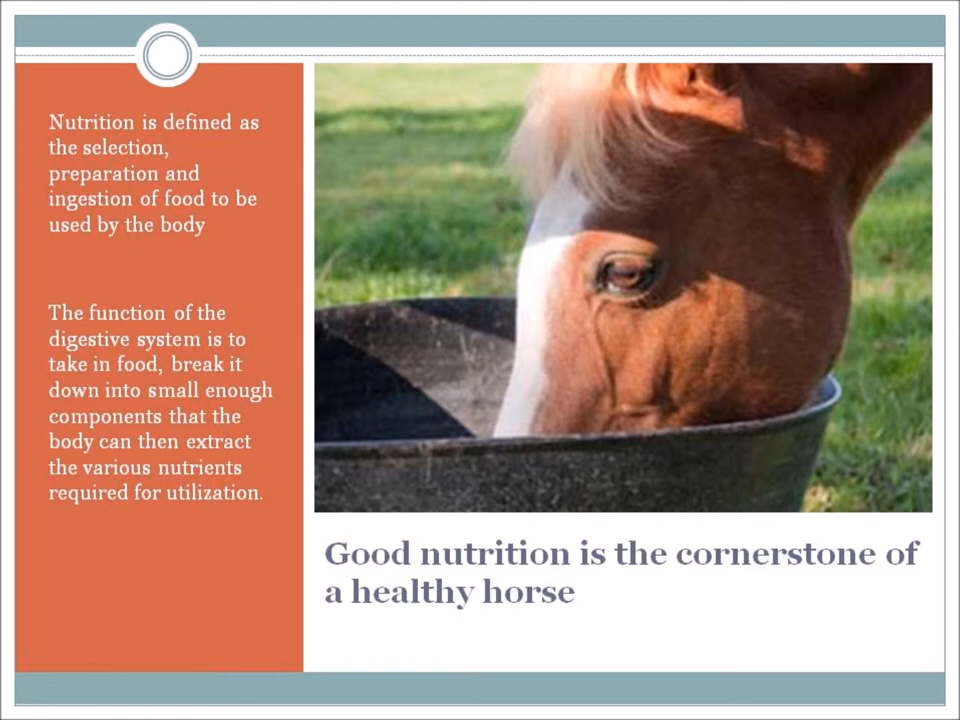 Nutrition is defined as
the selection,
preparation and
ingestion of food to be
used by the body
The function of the
digestive system is to
take in food, break it
down into small enough
components that the
body can then extract
the various nutrients
required for utilization.
Good nutrition is the cornerstone of
a healthy horse